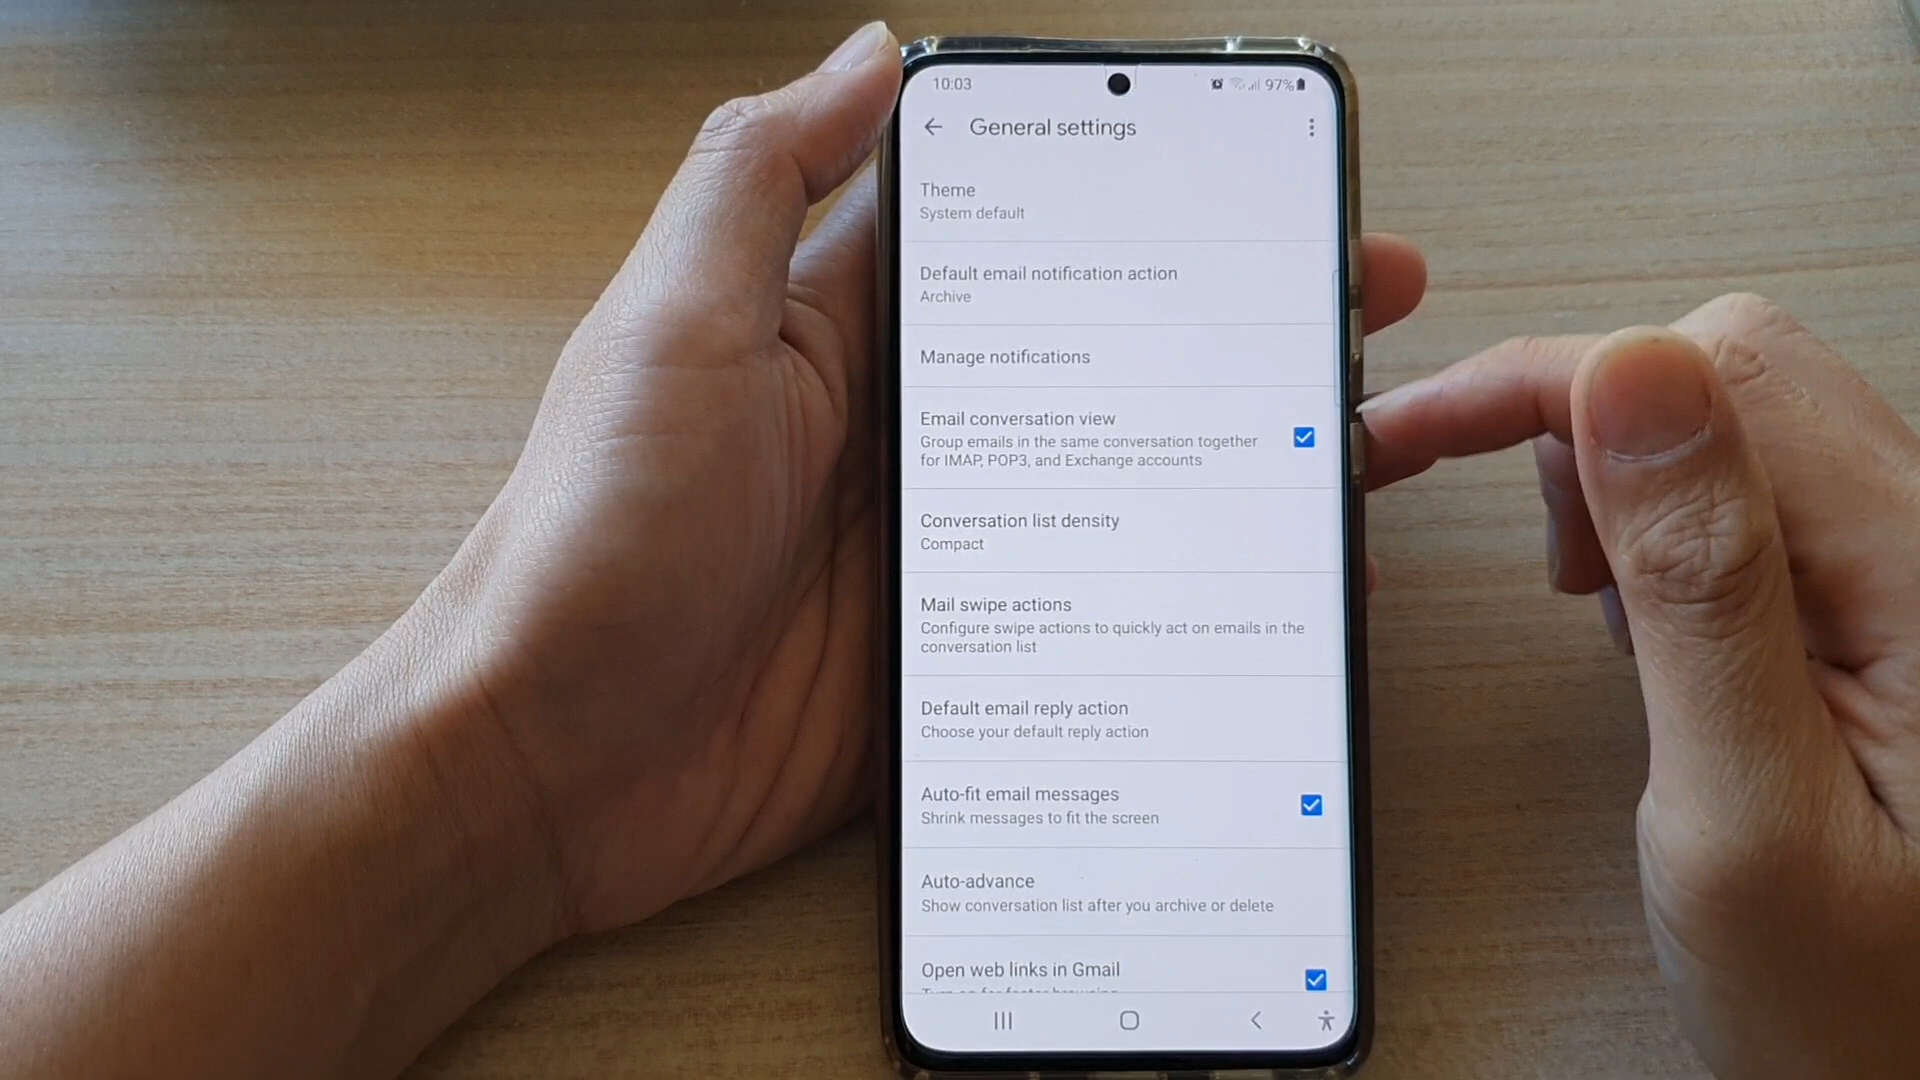 10:03
97%
General settings
Theme
System default
Default email notification action
Archive
Manage notifications
Email conversation view
Group emails in the same conversation together
for IMAP, POP3, and Exchange accounts
Conversation list density
Compact
Mail swipe actions
Configure swipe actions to quickly act on emails in the
conversation list
Default email reply action
Choose your default reply action
Auto-fit email messages
Shrink messages to fit the screen
Auto-advance
Show conversation list after you archive or delete
Open web links in Gmail